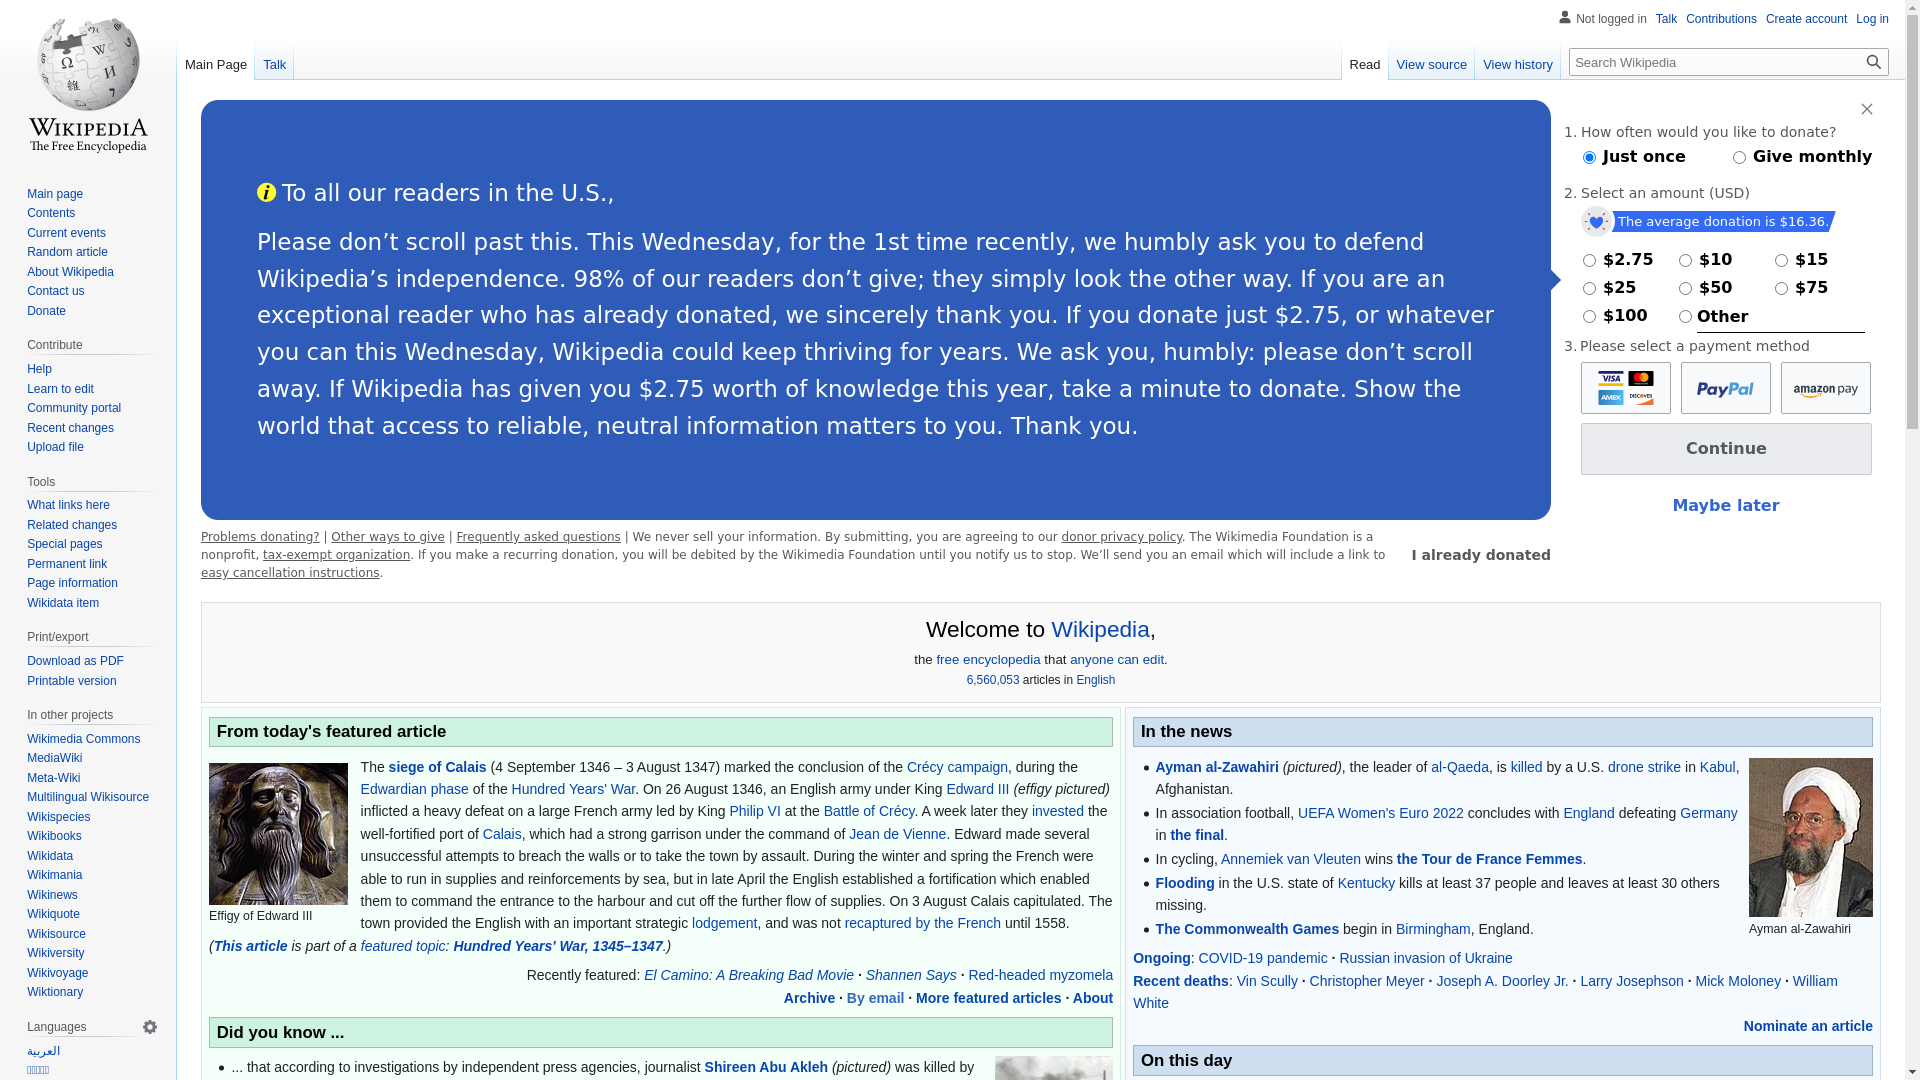 Not logged in Talk Contributions Create account Log in
Main Page Talk Read View source View history Search Wikipedia
WIKIPEDIA
The Free Encyclopedia
Main page
Contents
Current events
Random article
About Wikipedia
Contact us
Donate
Contribute
Help
Learn to edit
Community portal
Recent changes
Upload file
Tools
What links here
Related changes
Special pages
Permanent link
Page information
Wikidata item
Print/export
Download as PDF
Printable version
In other projects
Wikimedia Commons
MediaWiki
Meta-Wiki
Multilingual Wikisource
Wikispecies
Wikibooks
Wikidata
Wikimania
Wikinews
Wikiquote
Wikisource
Wikiversity
Wikivoyage
Wiktionary
Languages
العربية
To all our readers in the U.S.,
Please don’t scroll past this. This Wednesday, for the 1st time recently, we humbly ask you to defend
Wikipedia’s independence. 98% of our readers don’t give; they simply look the other way. If you are an
exceptional reader who has already donated, we sincerely thank you. If you donate just $2.75, or whatever
you can this Wednesday, Wikipedia could keep thriving for years. We ask you, humbly: please don’t scroll
away. If Wikipedia has given you $2.75 worth of knowledge this year, take a minute to donate. Show the
world that access to reliable, neutral information matters to you. Thank you.
1. How often would you like to donate?
Just once Give monthly
2. Select an amount (USD)
The average donation is $16.36.
$2.75 $10 $15
$25 $50 $75
$100 Other
3. Please select a payment method
VISA mastercard AMEX DISCOVER PayPal amazon pay
Continue
Maybe later
Problems donating? | Other ways to give | Frequently asked questions | We never sell your information. By submitting, you are agreeing to our donor privacy policy. The Wikimedia Foundation is a
nonprofit, tax-exempt organization. If you make a recurring donation, you will be debited by the Wikimedia Foundation until you notify us to stop. We’ll send you an email which will include a link to
easy cancellation instructions.
I already donated
Welcome to Wikipedia,
the free encyclopedia that anyone can edit.
6,560,053 articles in English
From today's featured article
Effigy of Edward III
The siege of Calais (4 September 1346 – 3 August 1347) marked the conclusion of the Crécy campaign, during the
Edwardian phase of the Hundred Years' War. On 26 August 1346, an English army under King Edward III (effigy pictured)
inflicted a heavy defeat on a large French army led by King Philip VI at the Battle of Crécy. A week later they invested the
well-fortified port of Calais, which had a strong garrison under the command of Jean de Vienne. Edward made several
unsuccessful attempts to breach the walls or to take the town by assault. During the winter and spring the French were
able to run in supplies and reinforcements by sea, but in late April the English established a fortification which enabled
them to command the entrance to the harbour and cut off the further flow of supplies. On 3 August Calais capitulated. The
town provided the English with an important strategic lodgement, and was not recaptured by the French until 1558.
(This article is part of a featured topic: Hundred Years' War, 1345–1347.)
Recently featured: El Camino: A Breaking Bad Movie · Shannen Says · Red-headed myzomela
Archive · By email · More featured articles · About
Did you know ...
... that according to investigations by independent press agencies, journalist Shireen Abu Akleh (pictured) was killed by
In the news
Ayman al-Zawahiri
Ayman al-Zawahiri (pictured), the leader of al-Qaeda, is killed by a U.S. drone strike in Kabul,
Afghanistan.
In association football, UEFA Women's Euro 2022 concludes with England defeating Germany
in the final.
In cycling, Annemiek van Vleuten wins the Tour de France Femmes.
Flooding in the U.S. state of Kentucky kills at least 37 people and leaves at least 30 others
missing.
The Commonwealth Games begin in Birmingham, England.
Ongoing: COVID-19 pandemic · Russian invasion of Ukraine
Recent deaths: Vin Scully · Christopher Meyer · Joseph A. Doorley Jr. · Larry Josephson · Mick Moloney · William
White
Nominate an article
On this day